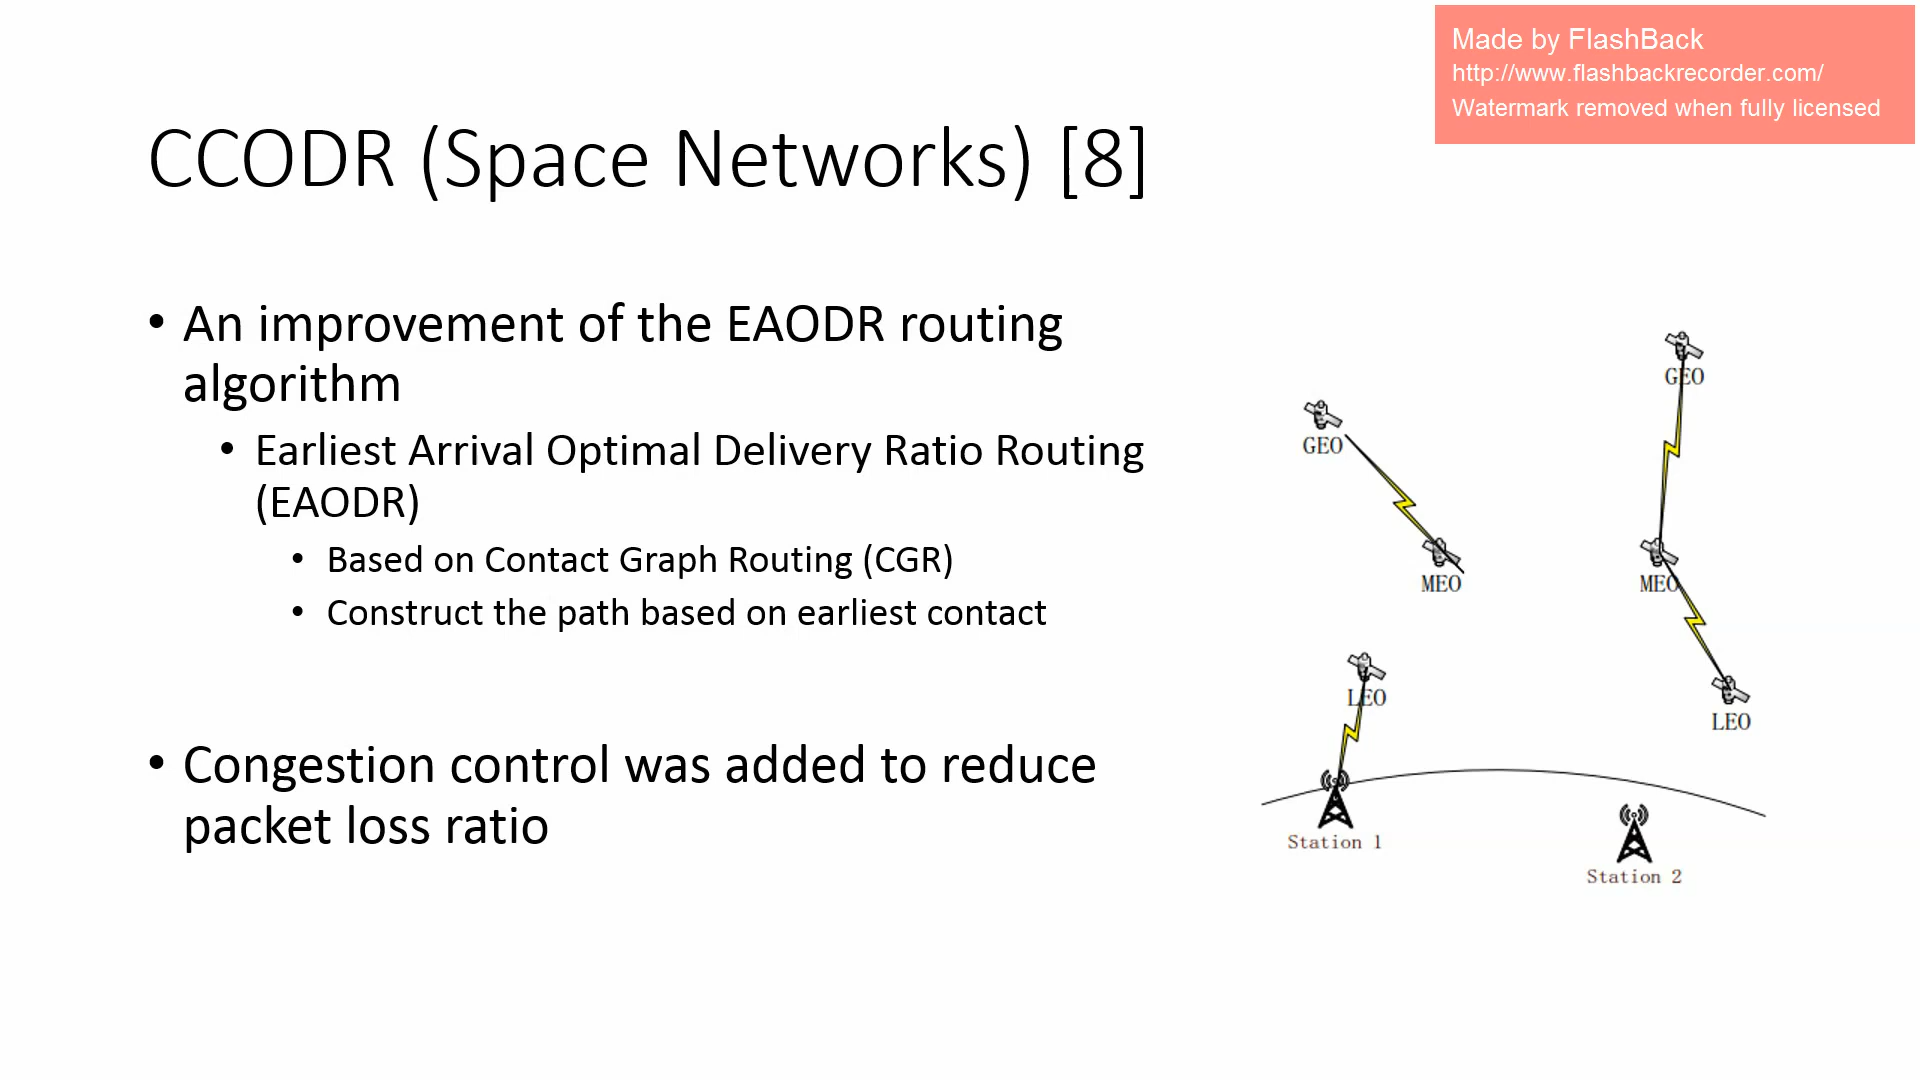 Made by FlashBack
http://www.flashbackrecorder.com/
Watermark removed when fully licensed
CCODR (Space Networks) [8]
• An improvement of the EAODR routing
algorithm
• Earliest Arrival Optimal Delivery Ratio Routing
(EAODR)
• Based on Contact Graph Routing (CGR)
• Construct the path based on earliest contact
• Congestion control was added to reduce
packet loss ratio
GEO
GEO
MEO
MEO
LEO
LEO
Station 1
Station 2